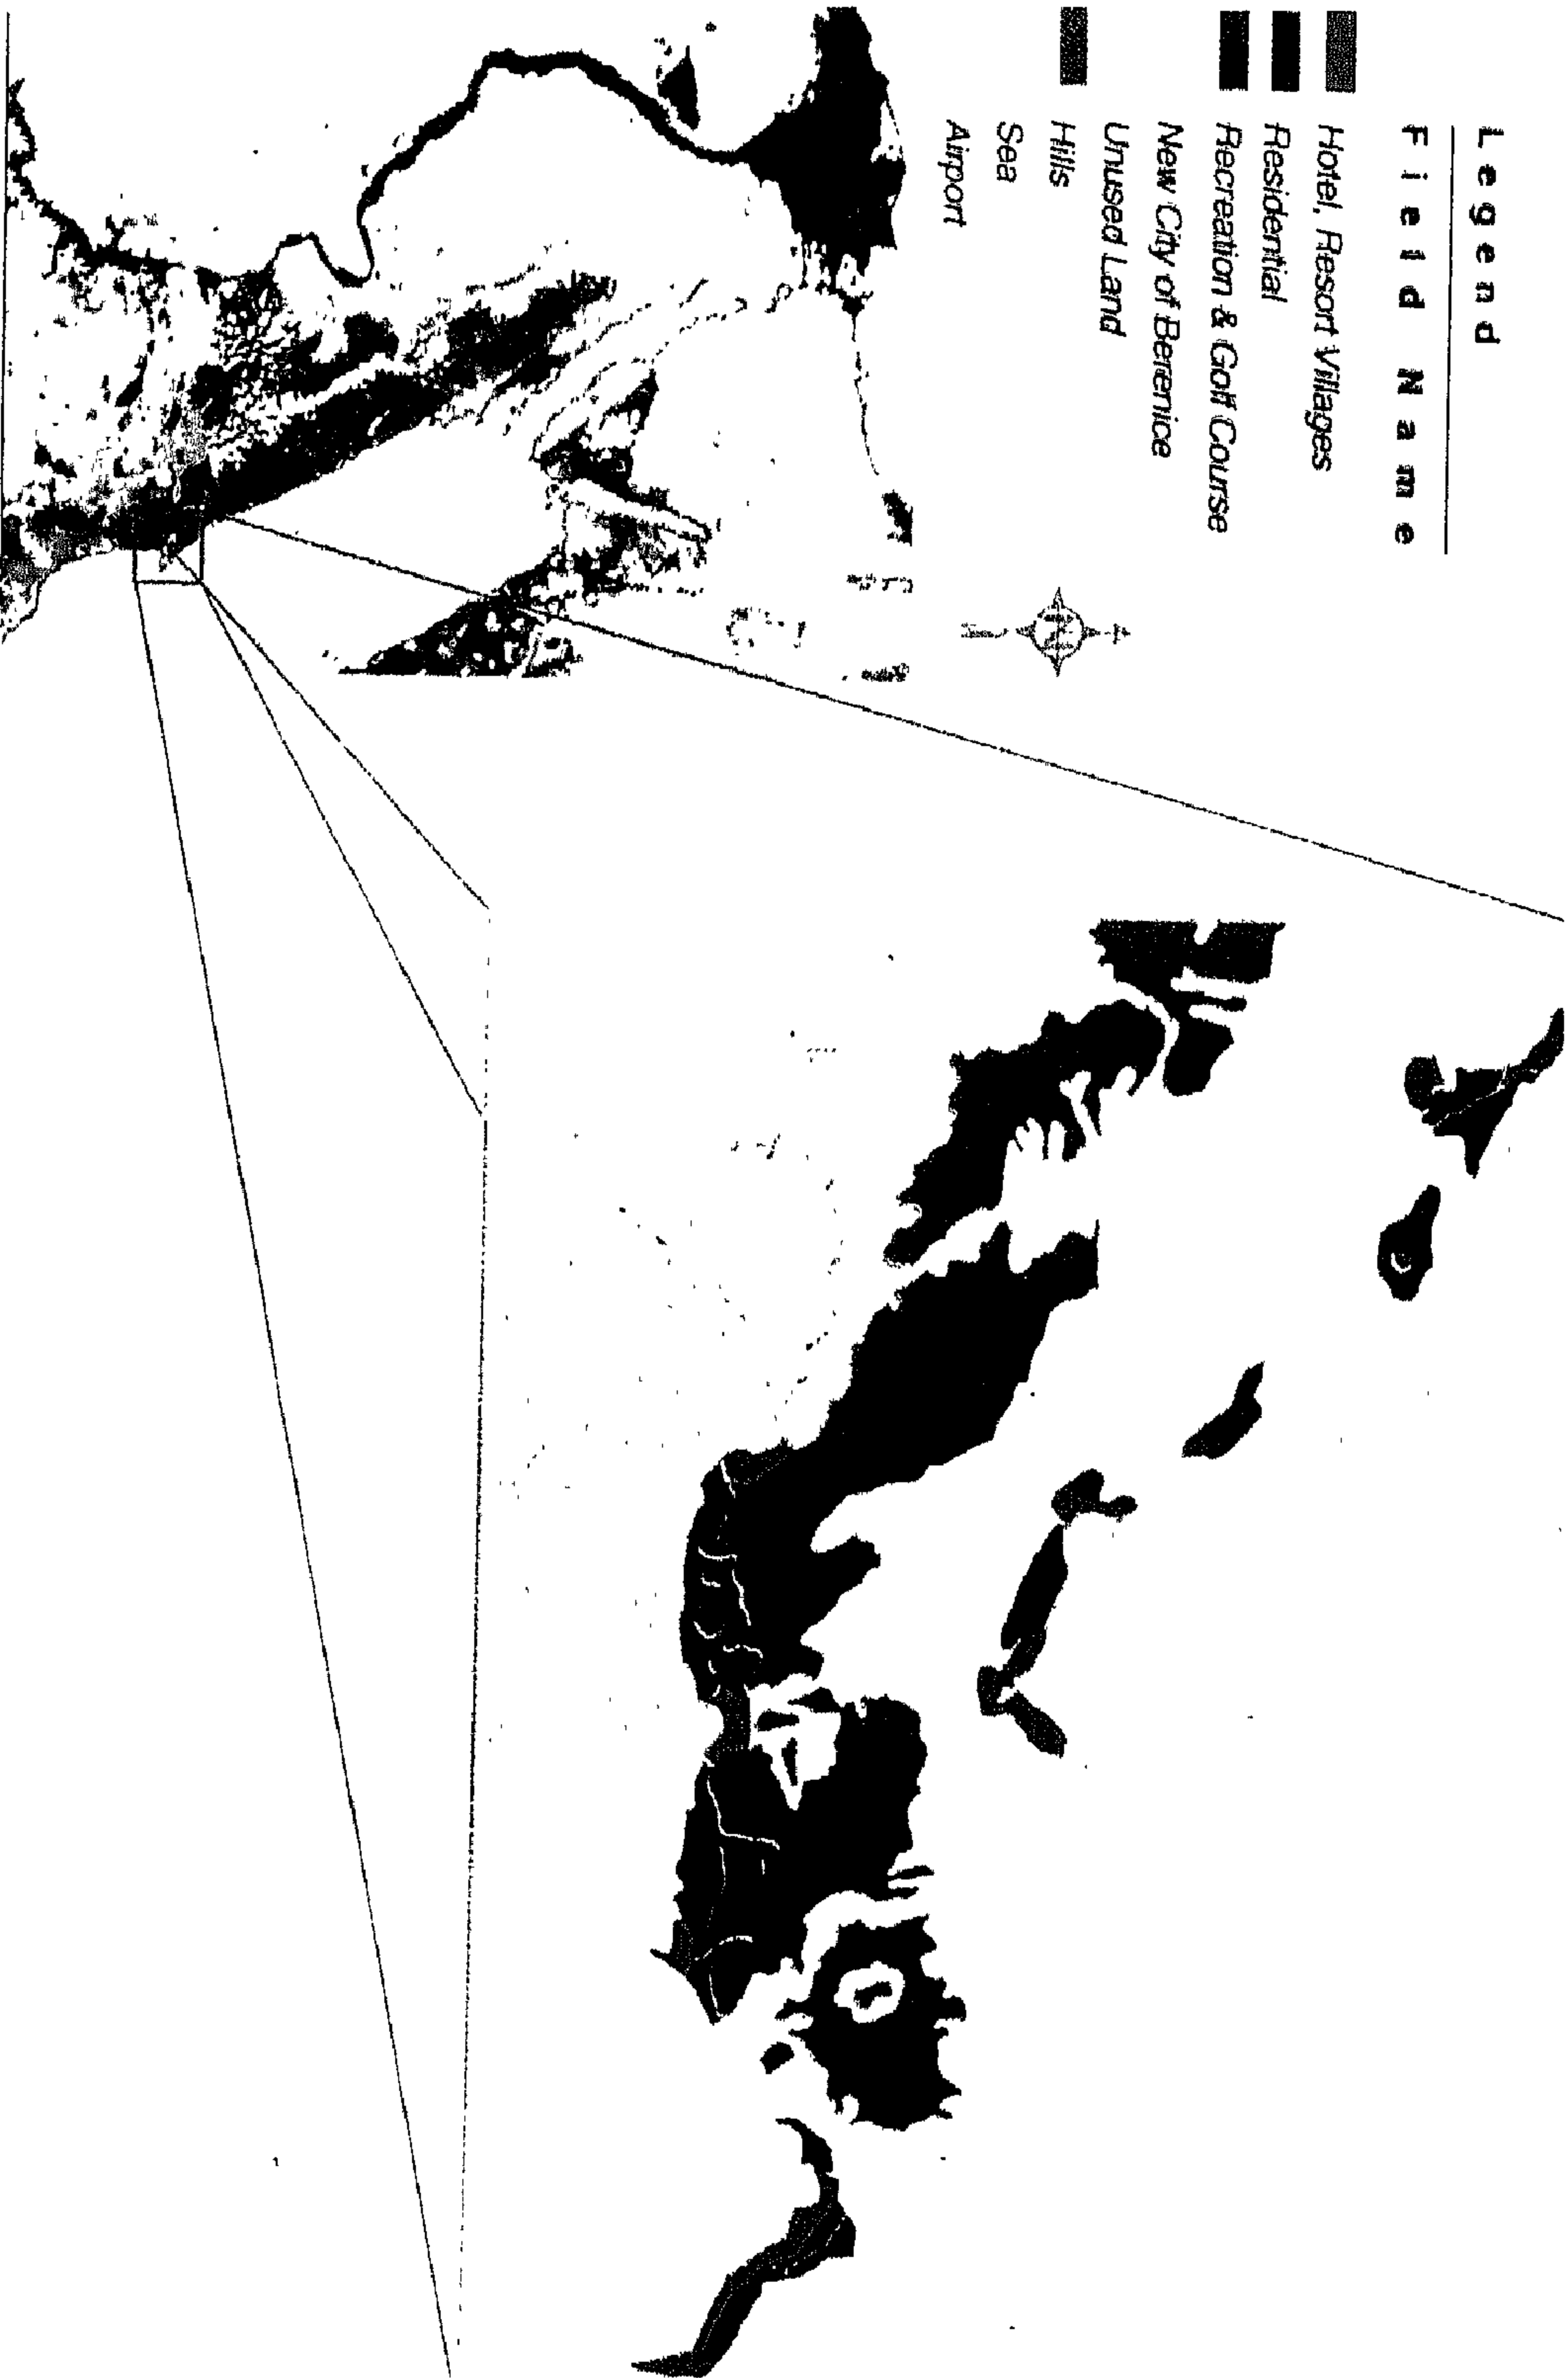 Legend
Field Name
Hotel, Resort Villages
Residential
Recreation & Golf Course
New City of Berenice
Unused Land
Hills
Sea
Airport
N